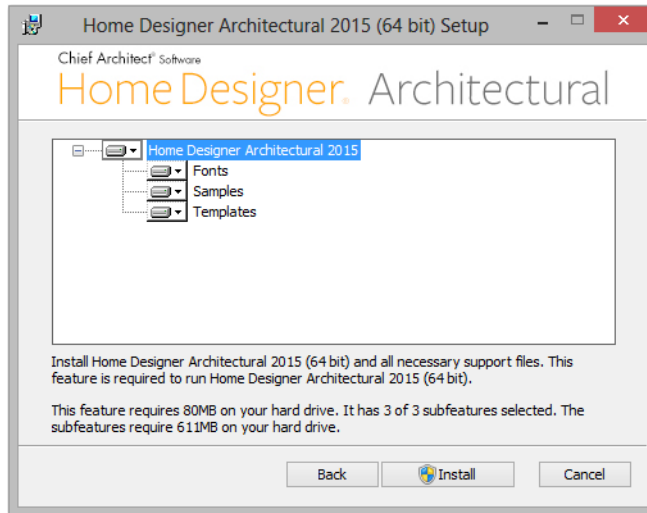 Home Designer Architectural 2015 (64 bit) Setup
Chief Architect® Software
Home Designer® Architectural
Home Designer Architectural 2015
Fonts
Samples
Templates
Install Home Designer Architectural 2015 (64 bit) and all necessary support files. This
feature is required to run Home Designer Architectural 2015 (64 bit).
This feature requires 80MB on your hard drive. It has 3 of 3 subfeatures selected. The
subfeatures require 611MB on your hard drive.
Back Install Cancel